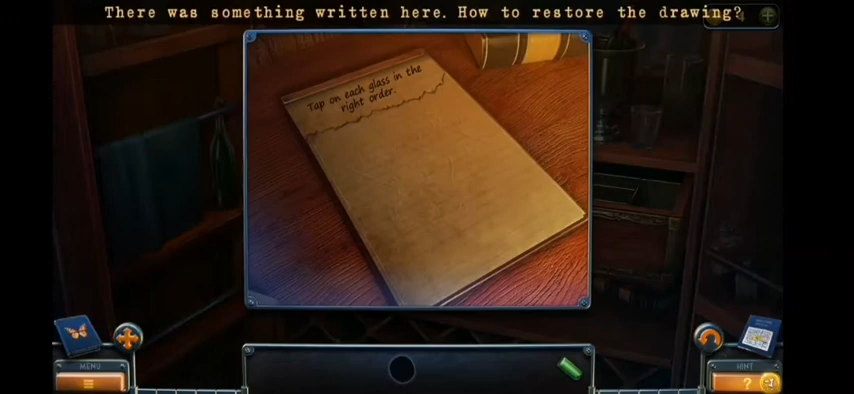 There was something written here. How to restore the drawing?
Tap on each glass in the
right order.
MENU
HINT
?